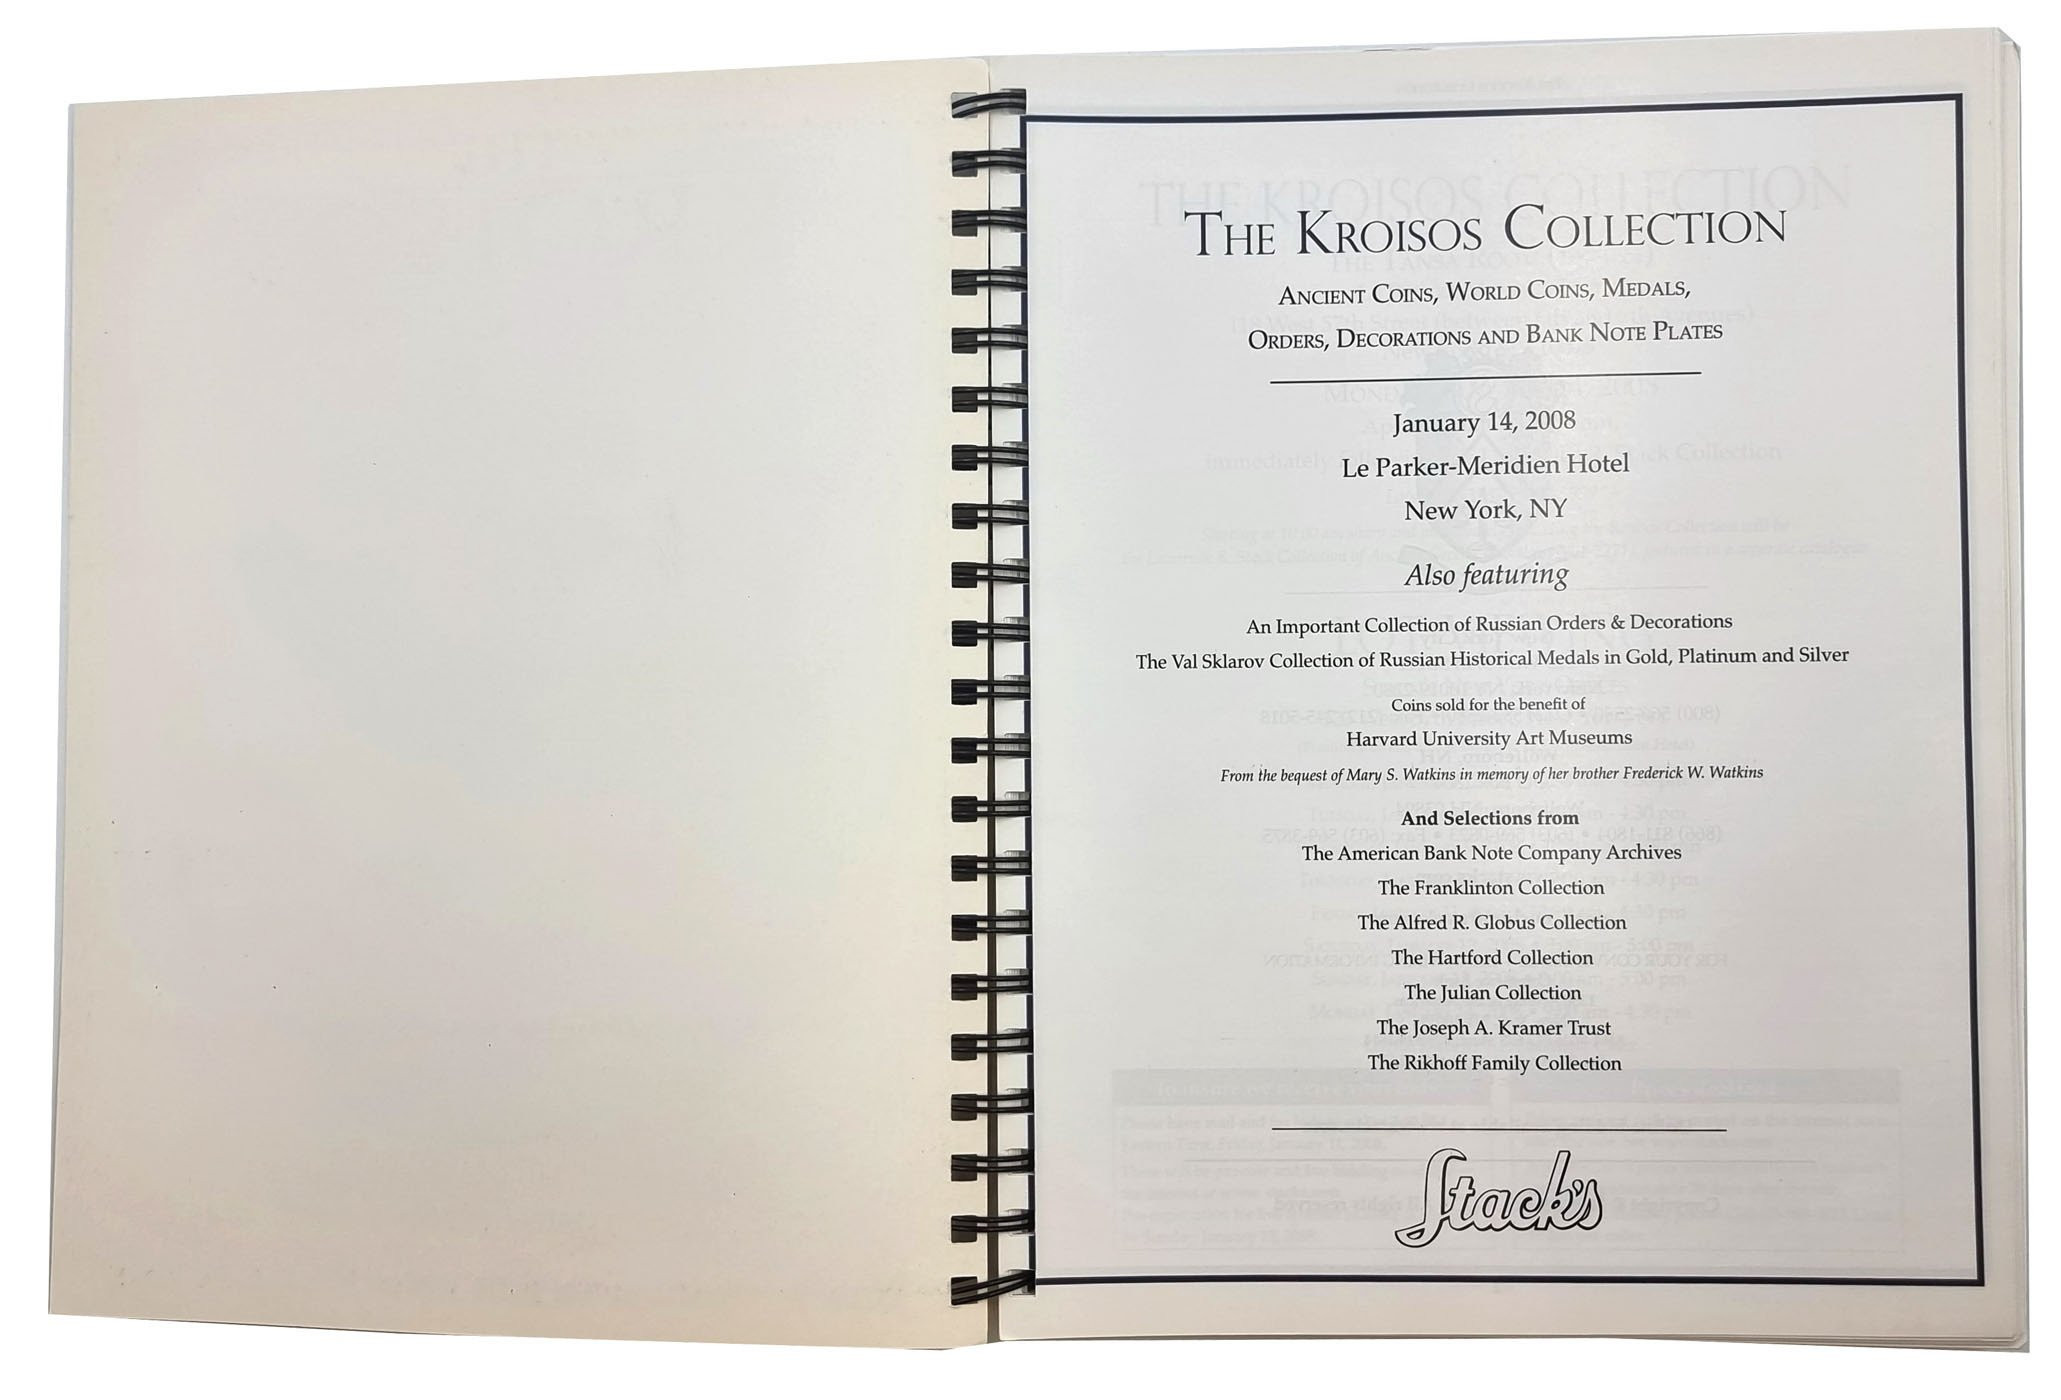 The Kroisos Collection
Ancient Coins, World Coins, Medals,
Orders, Decorations and Bank Note Plates
January 14, 2008
Le Parker-Meridien Hotel
New York, NY
Also featuring
An Important Collection of Russian Orders & Decorations
The Val Sklarov Collection of Russian Historical Medals in Gold, Platinum and Silver
Coins sold for the benefit of
Harvard University Art Museums
From the bequest of Mary S. Watkins in memory of her brother Frederick W. Watkins
And Selections from
The American Bank Note Company Archives
The Franklinton Collection
The Alfred R. Globus Collection
The Hartford Collection
The Julian Collection
The Joseph A. Kramer Trust
The Rikhoff Family Collection
Stack's